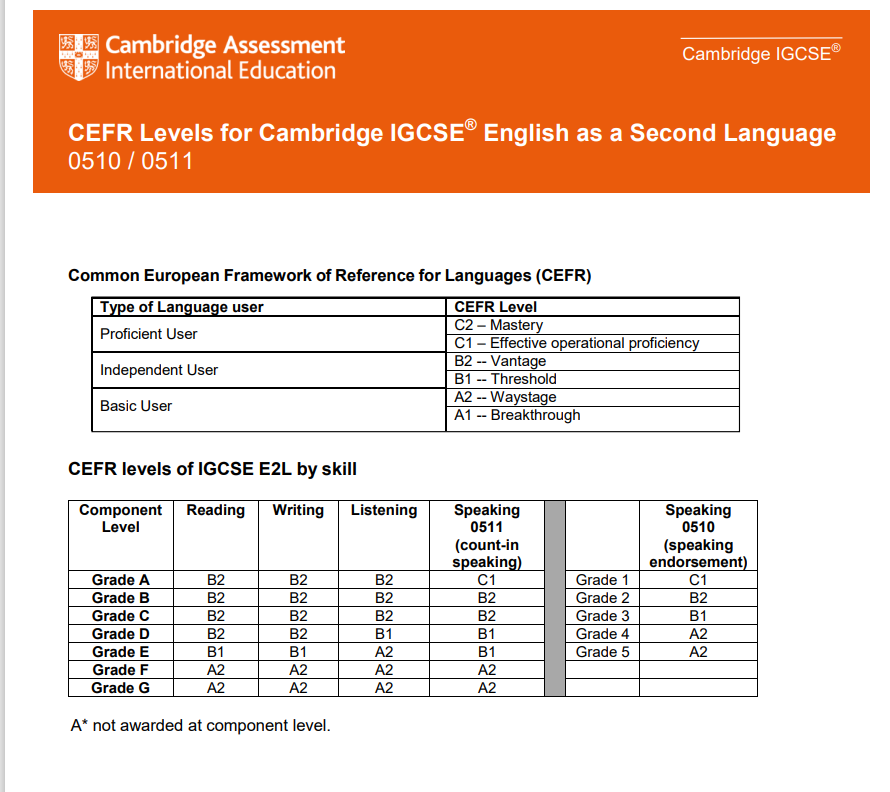 Cambridge Assessment
International Education
Cambridge IGCSE®
CEFR Levels for Cambridge IGCSE® English as a Second Language
0510 / 0511
Common European Framework of Reference for Languages (CEFR)
Type of Language user CEFR Level
Proficient User
C2 – Mastery
C1 – Effective operational proficiency
Independent User
B2 -- Vantage
B1 -- Threshold
Basic User
A2 -- Waystage
A1 -- Breakthrough
CEFR levels of IGCSE E2L by skill
Component Level Reading Writing Listening Speaking 0511 (count-in speaking) Speaking 0510 (speaking endorsement)
Grade A B2 B2 B2 C1 Grade 1 C1
Grade B B2 B2 B2 B2 Grade 2 B2
Grade C B2 B2 B2 B2 Grade 3 B1
Grade D B2 B2 B1 B1 Grade 4 A2
Grade E B1 B1 A2 B1 Grade 5 A2
Grade F A2 A2 A2 A2
Grade G A2 A2 A2 A2
A* not awarded at component level.